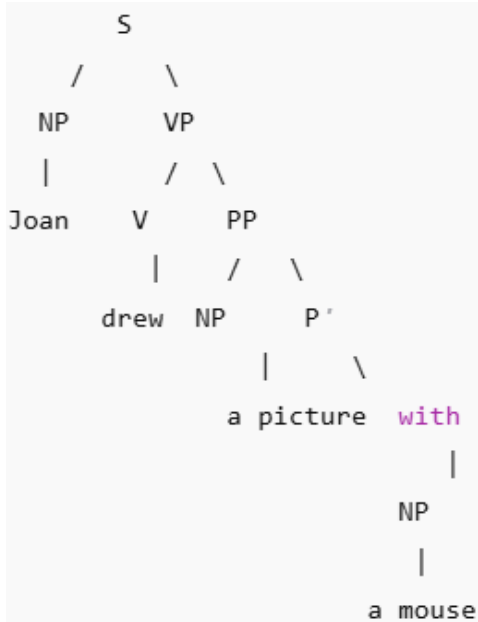 S
/ \
NP VP
| / \
Joan V PP
| / \
drew NP P′
| \
a picture with
|
NP
|
a mouse